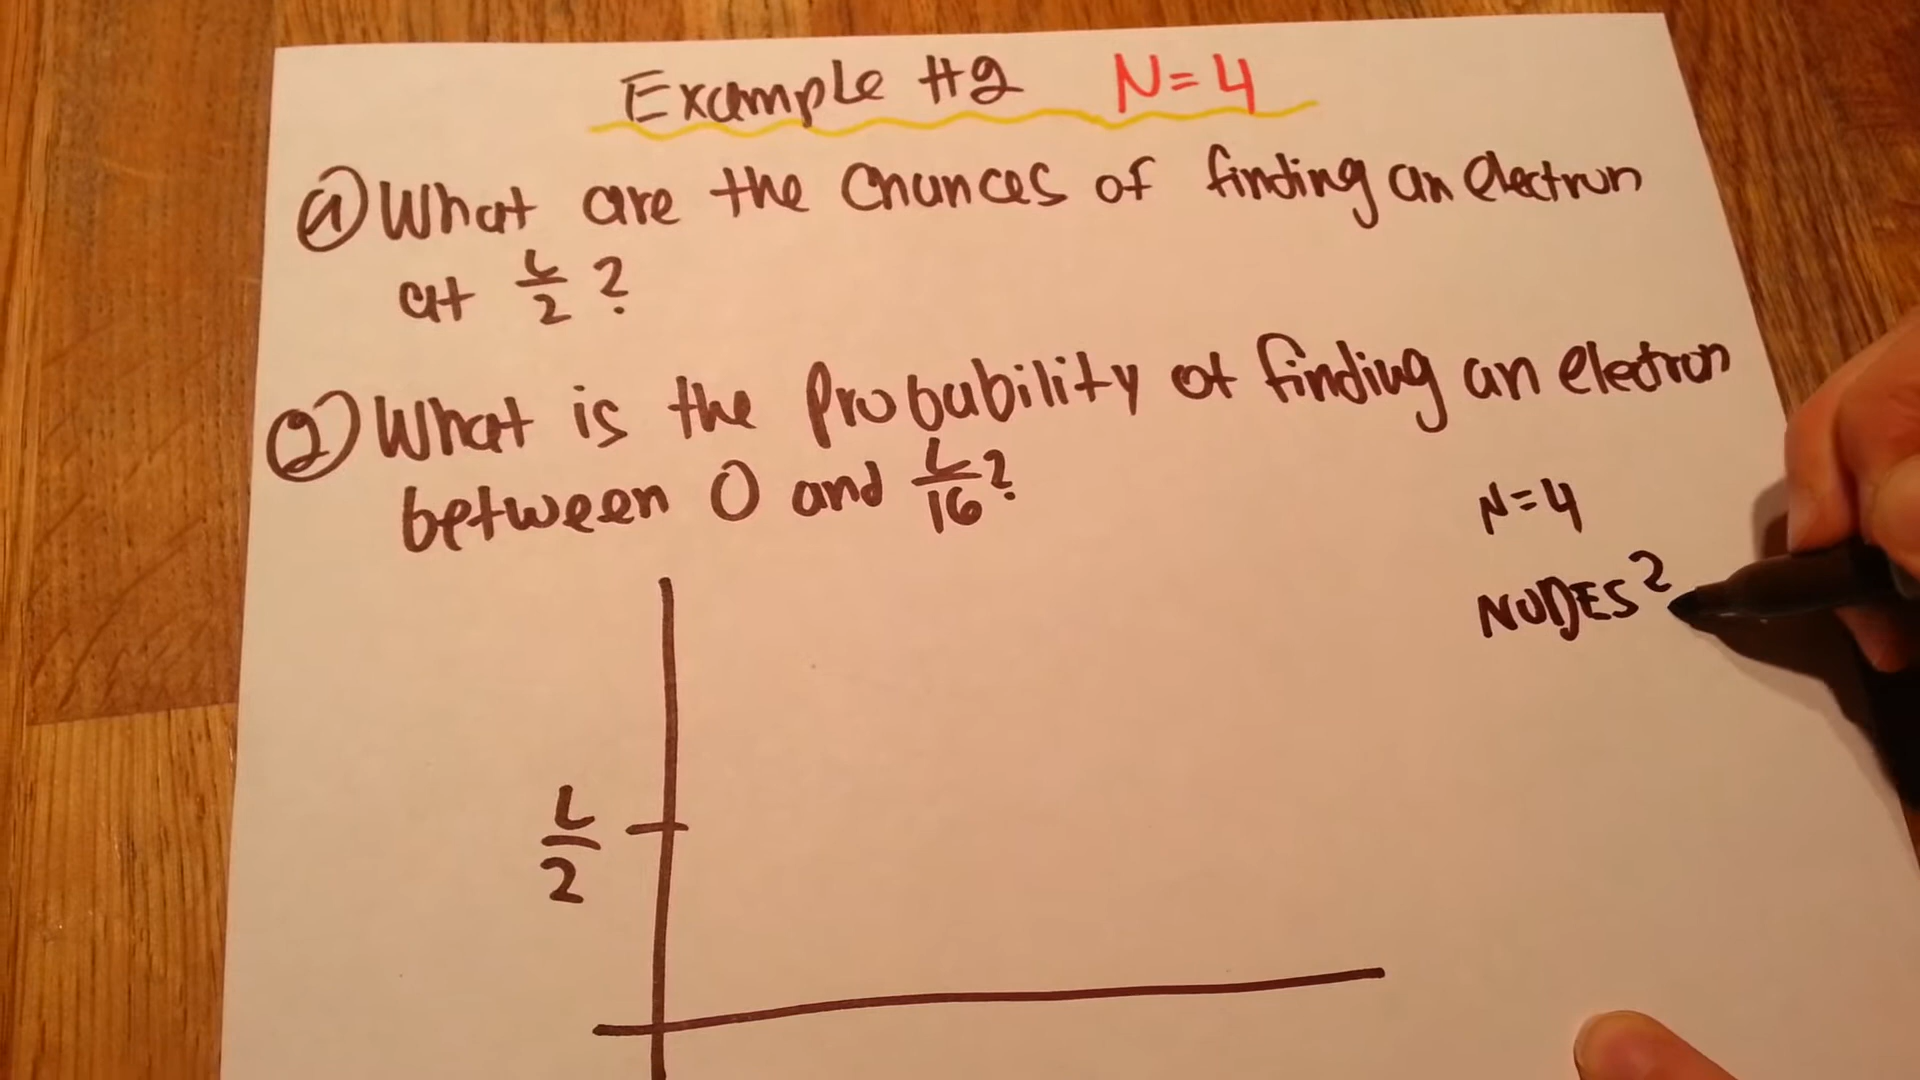 Example #2 N=4
① What are the chances of finding an electron
at L/2?
② What is the probability of finding an electron
between 0 and L/16?
N=4
NODES?
L/2